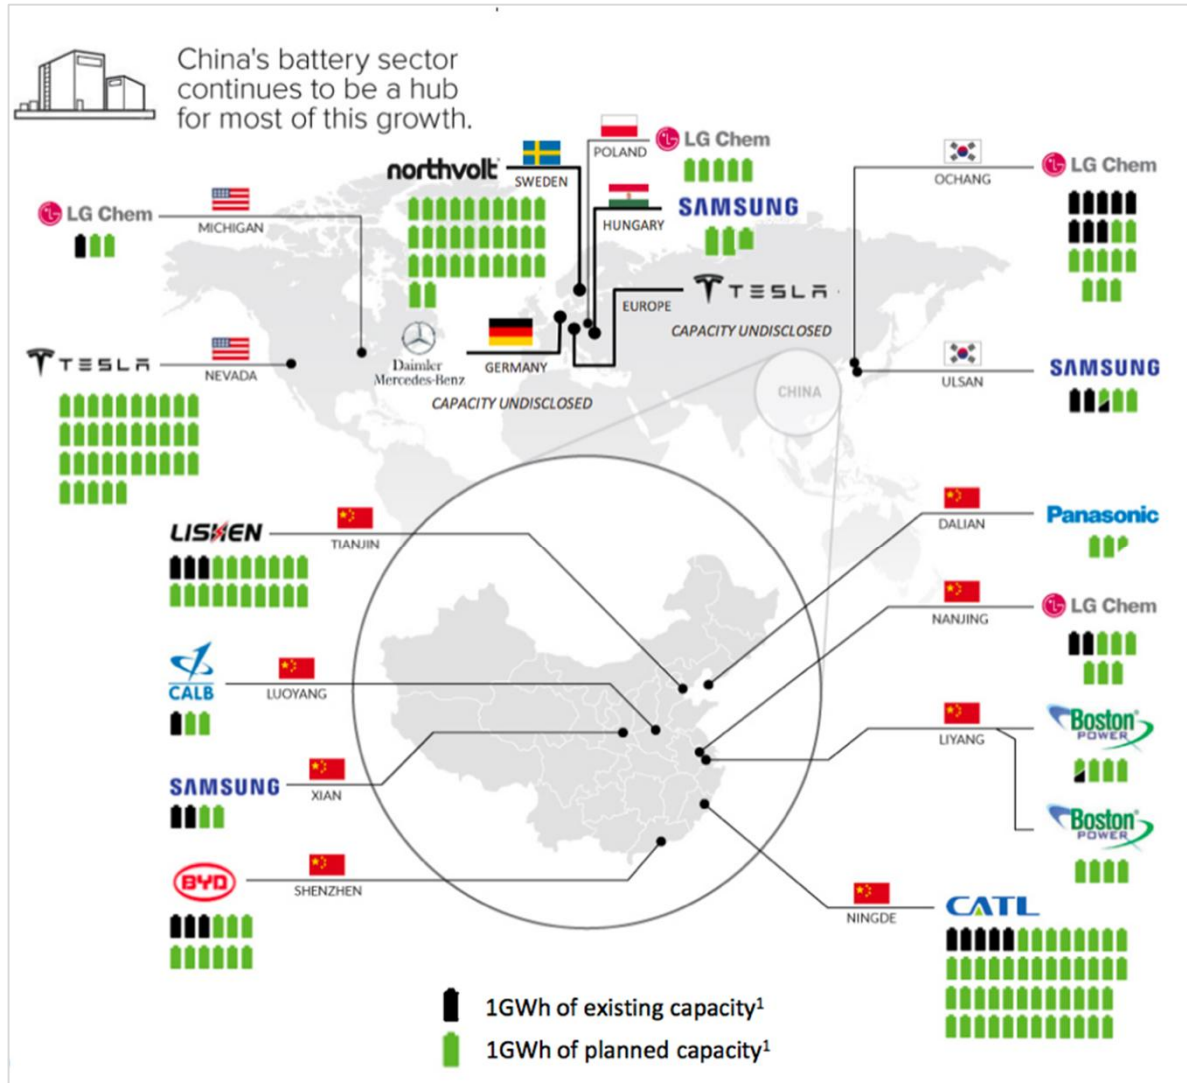 China's battery sector
continues to be a hub
for most of this growth.
POLAND
LG Chem
northvolt
SWEDEN
OCHANG
LG Chem
LG Chem
MICHIGAN
HUNGARY
SAMSUNG
EUROPE
TESLA
CAPACITY UNDISCLOSED
TESLA
NEVADA
Daimler
Mercedes-Benz
GERMANY
CAPACITY UNDISCLOSED
ULSAN
SAMSUNG
CHINA
LISHEN
TIANJIN
DALIAN
Panasonic
NANJING
LG Chem
CALB
LUOYANG
LIYANG
Boston
POWER
SAMSUNG
XIAN
Boston
POWER
BYD
SHENZHEN
NINGDE
CATL
1GWh of existing capacity¹
1GWh of planned capacity¹